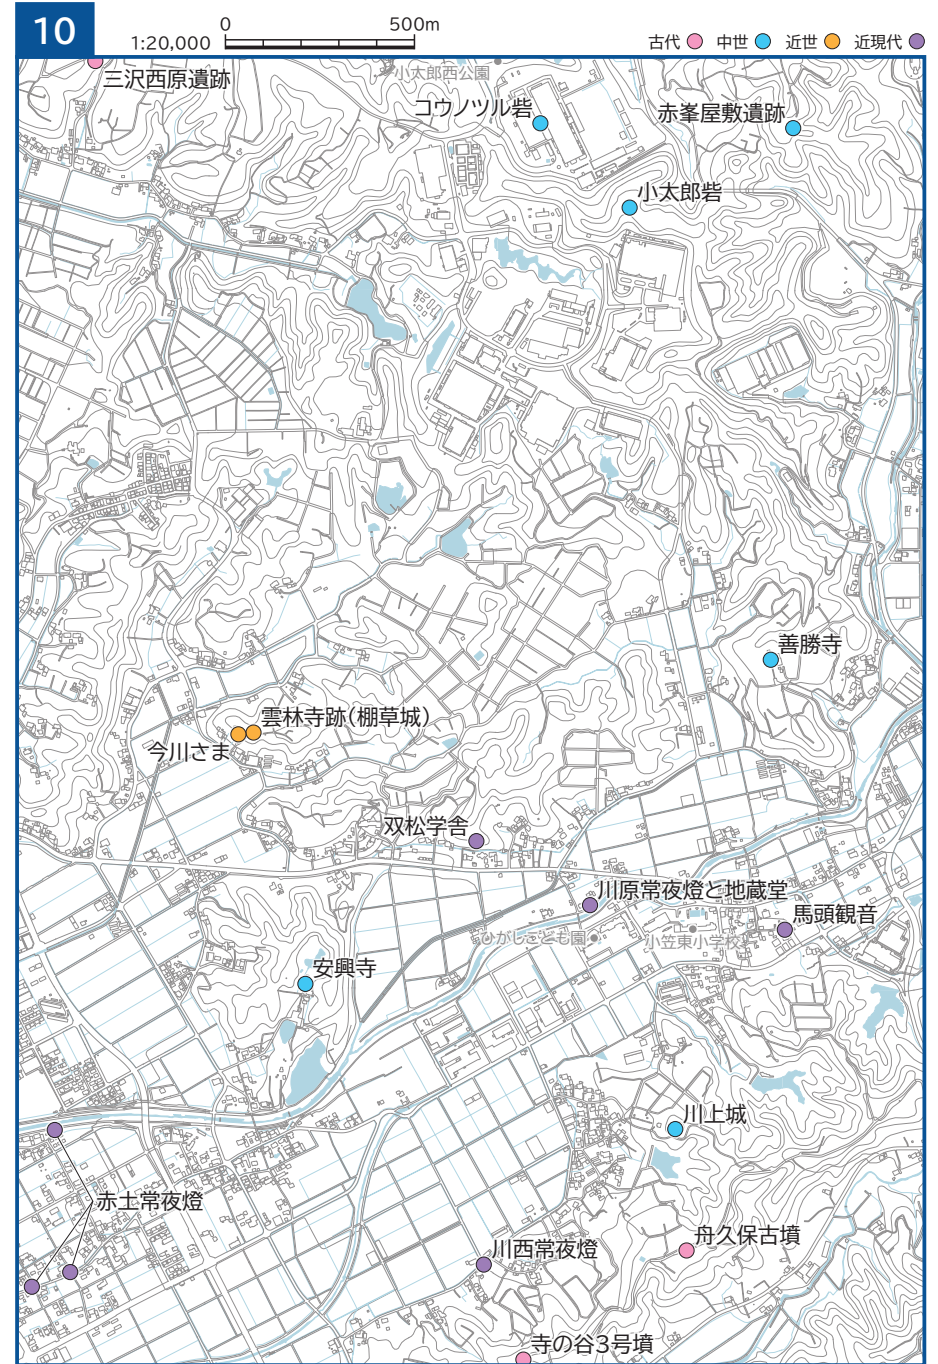 10
0 500m
1:20,000
古代 中世 近世 近現代
三沢西原遺跡
小太郎西公園
コウノツル砦
赤峯屋敷遺跡
小太郎砦
善勝寺
雲林寺跡(棚草城)
今川さま
双松学舎
川原常夜燈と地蔵堂
馬頭観音
ひがしこども園
小笠東小学校
安興寺
川上城
赤土常夜燈
舟久保古墳
川西常夜燈
寺の谷3号墳